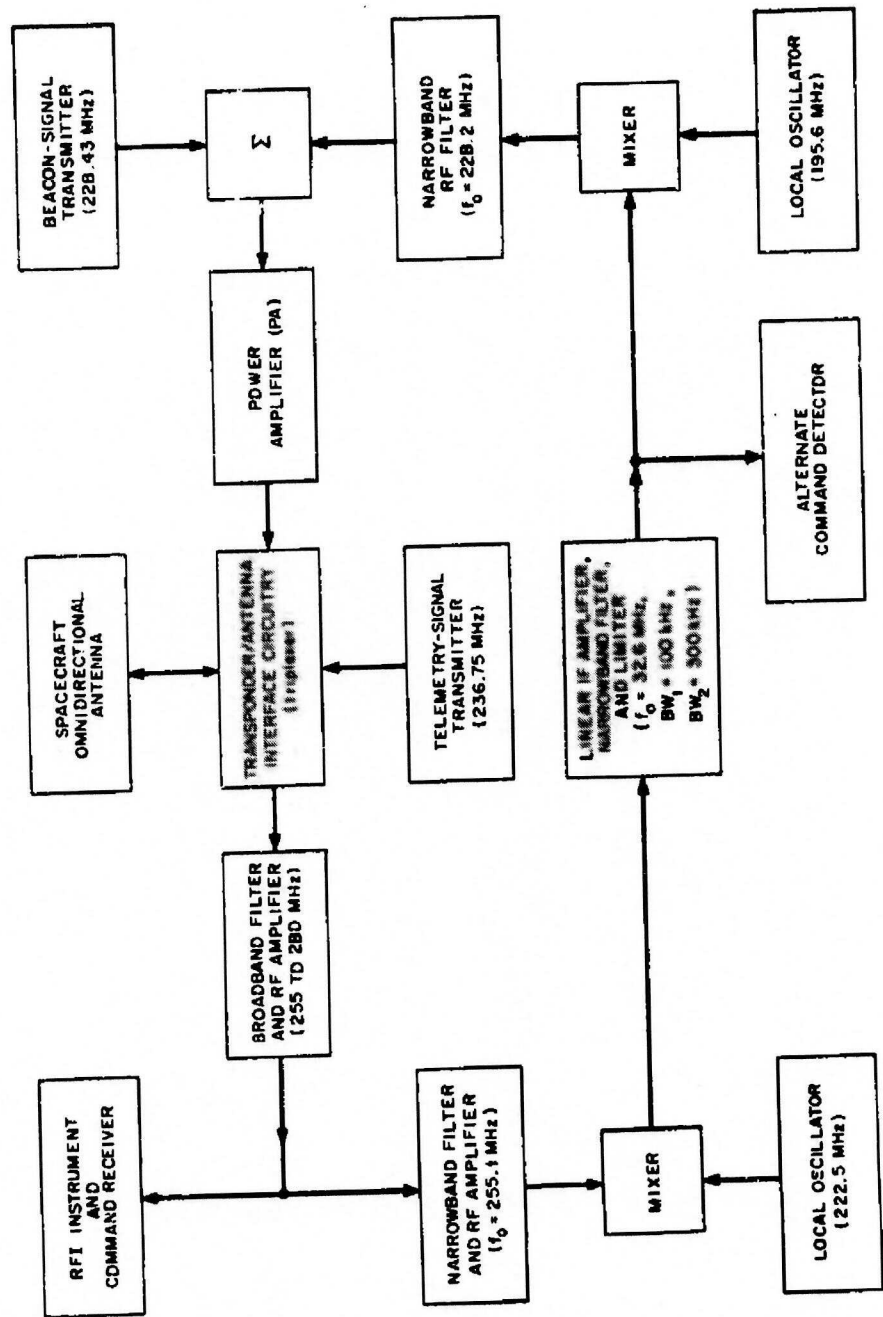 RFI INSTRUMENT
AND
COMMAND RECEIVER
SPACECRAFT
OMNIDIRECTIONAL
ANTENNA
BEACON-SIGNAL
TRANSMITTER
(228.43 MHz)
BROADBAND FILTER
AND RF AMPLIFIER
(255 TO 280 MHz)
TRANSPONDER/ANTENNA
INTERFACE CIRCUITRY
(triplexer)
POWER
AMPLIFIER (PA)
Σ
NARROWBAND FILTER
AND RF AMPLIFIER
(f₀ = 255.1 MHz)
TELEMETRY-SIGNAL
TRANSMITTER
(236.75 MHz)
NARROWBAND
RF FILTER
(f₀ = 228.2 MHz)
MIXER
LINEAR IF AMPLIFIER,
NARROWBAND FILTER,
AND LIMITER
(f₀ = 32.6 MHz,
BW₁ = 100 kHz,
BW₂ = 300 kHz)
MIXER
LOCAL OSCILLATOR
(222.5 MHz)
ALTERNATE
COMMAND DETECTOR
LOCAL OSCILLATOR
(195.6 MHz)